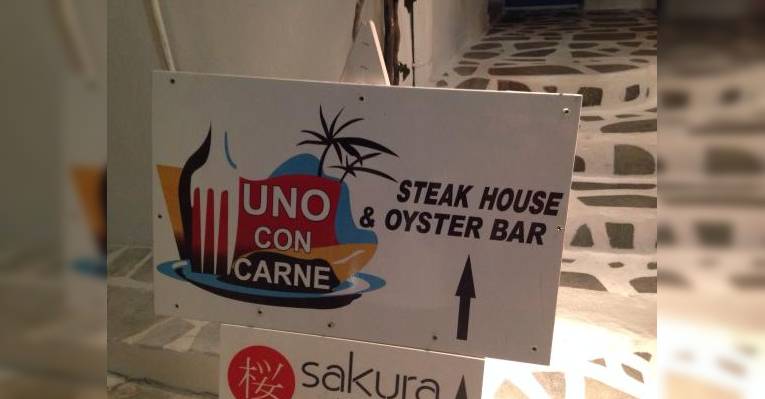 UNO
CON
CARNE
STEAK HOUSE
& OYSTER BAR
桜 sakura